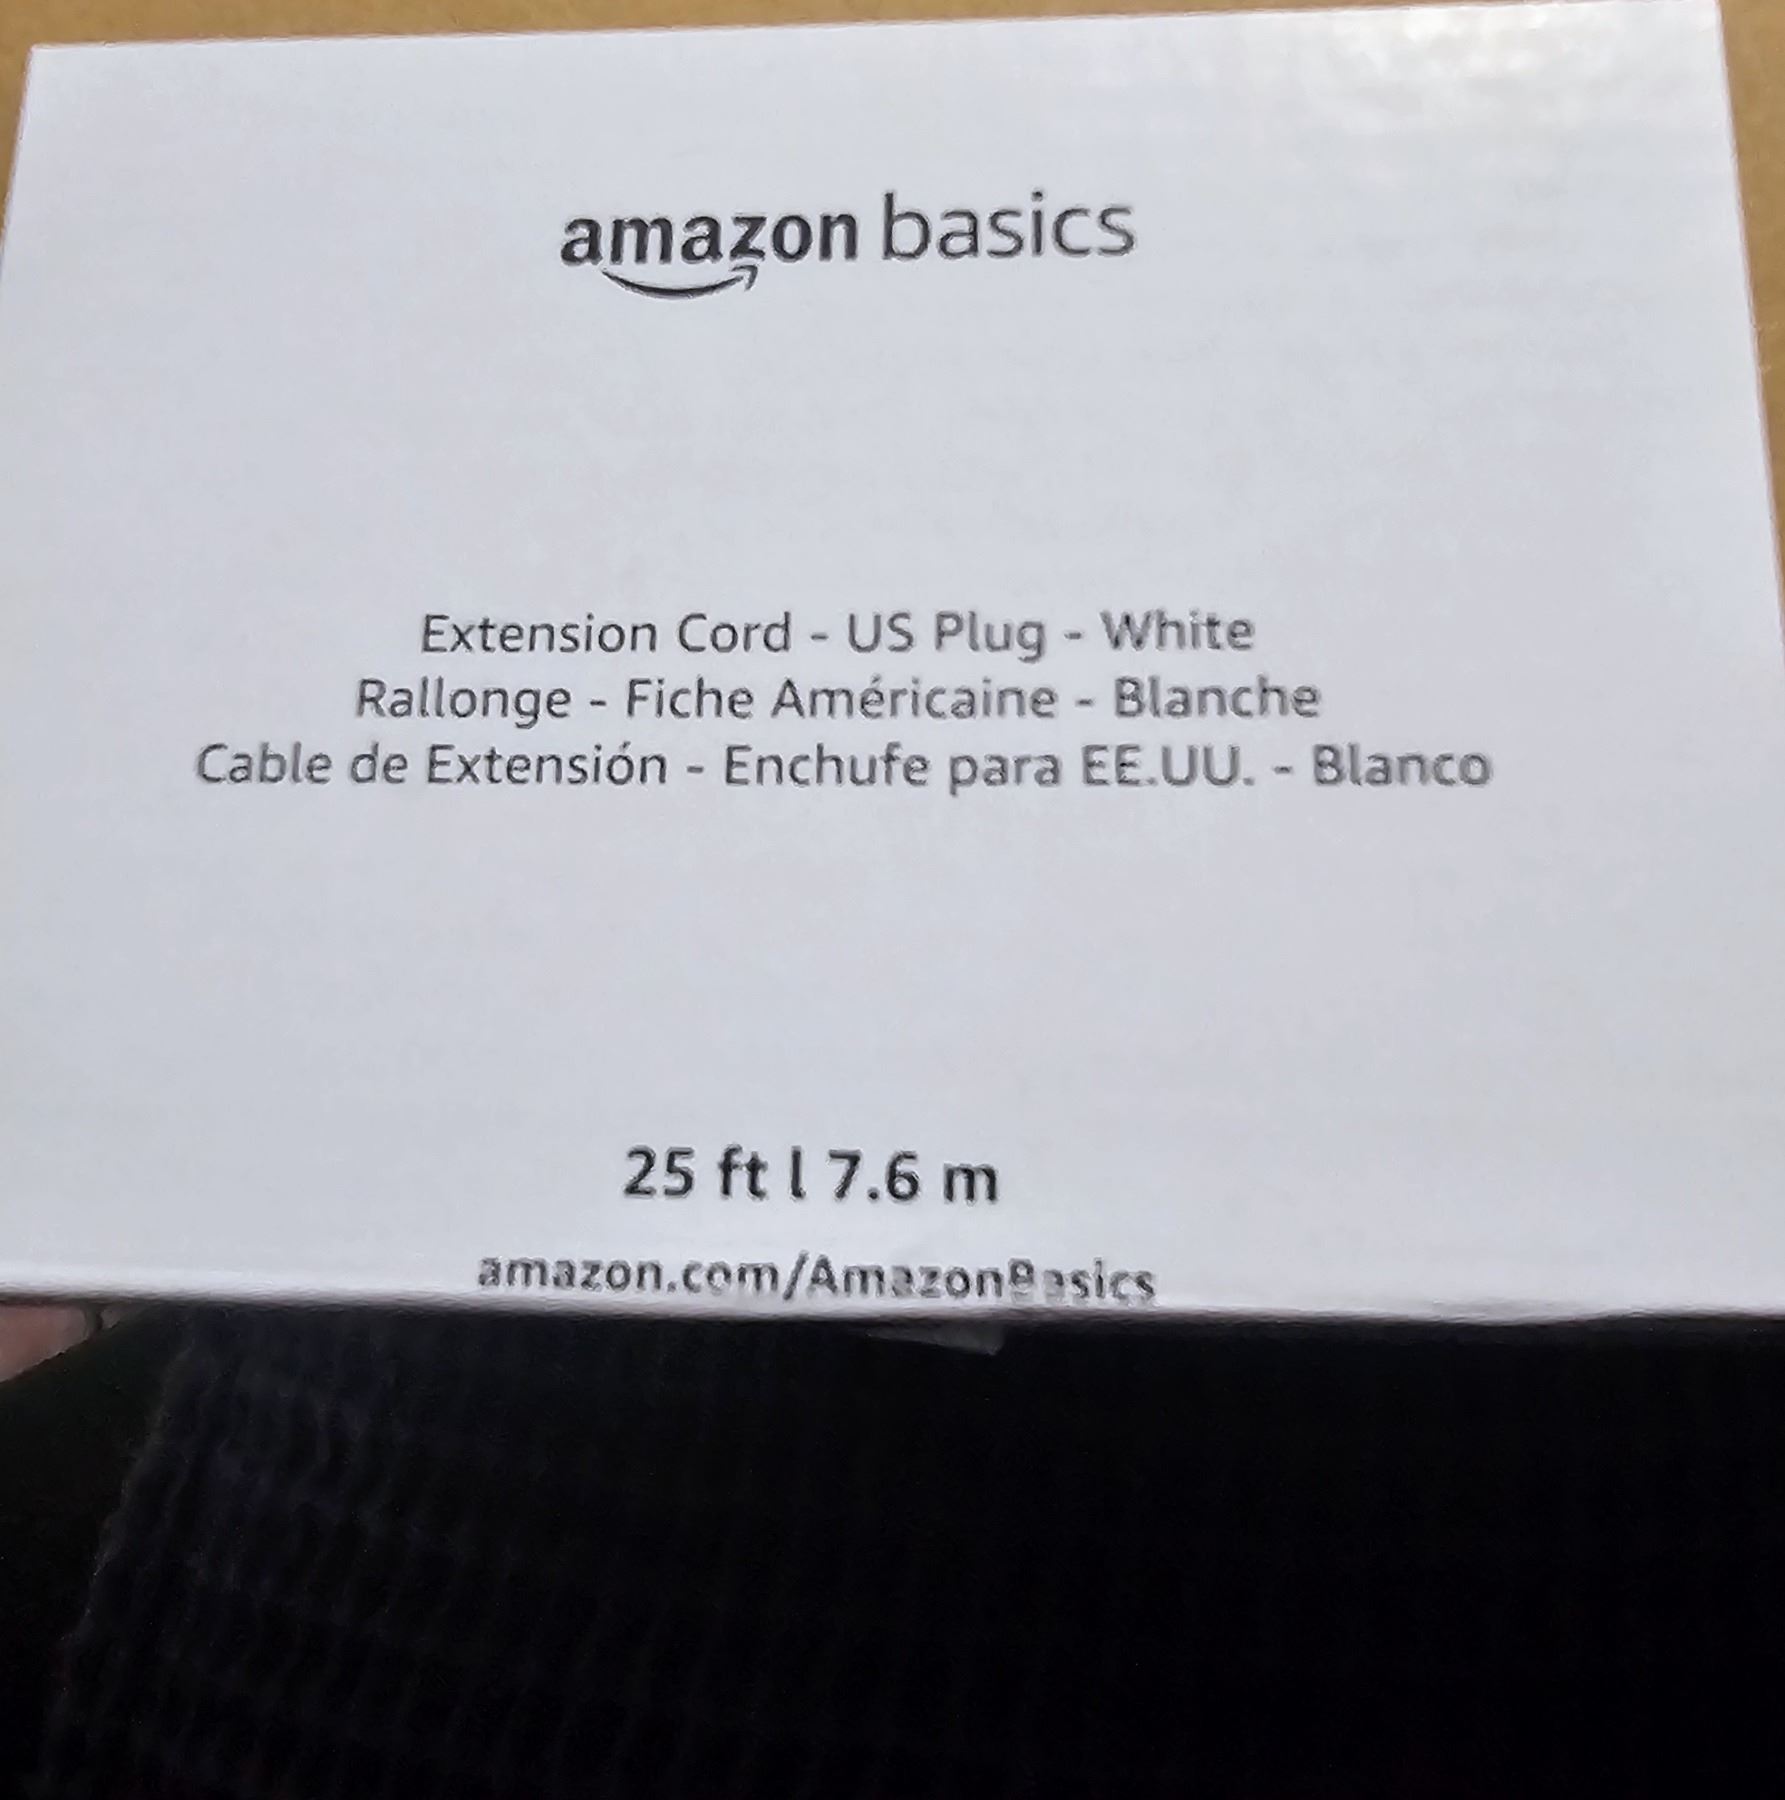 amazon basics
Extension Cord - US Plug - White
Rallonge - Fiche Américaine - Blanche
Cable de Extensión - Enchufe para EE.UU. - Blanco
25 ft l 7.6 m
amazon.com/AmazonBasics